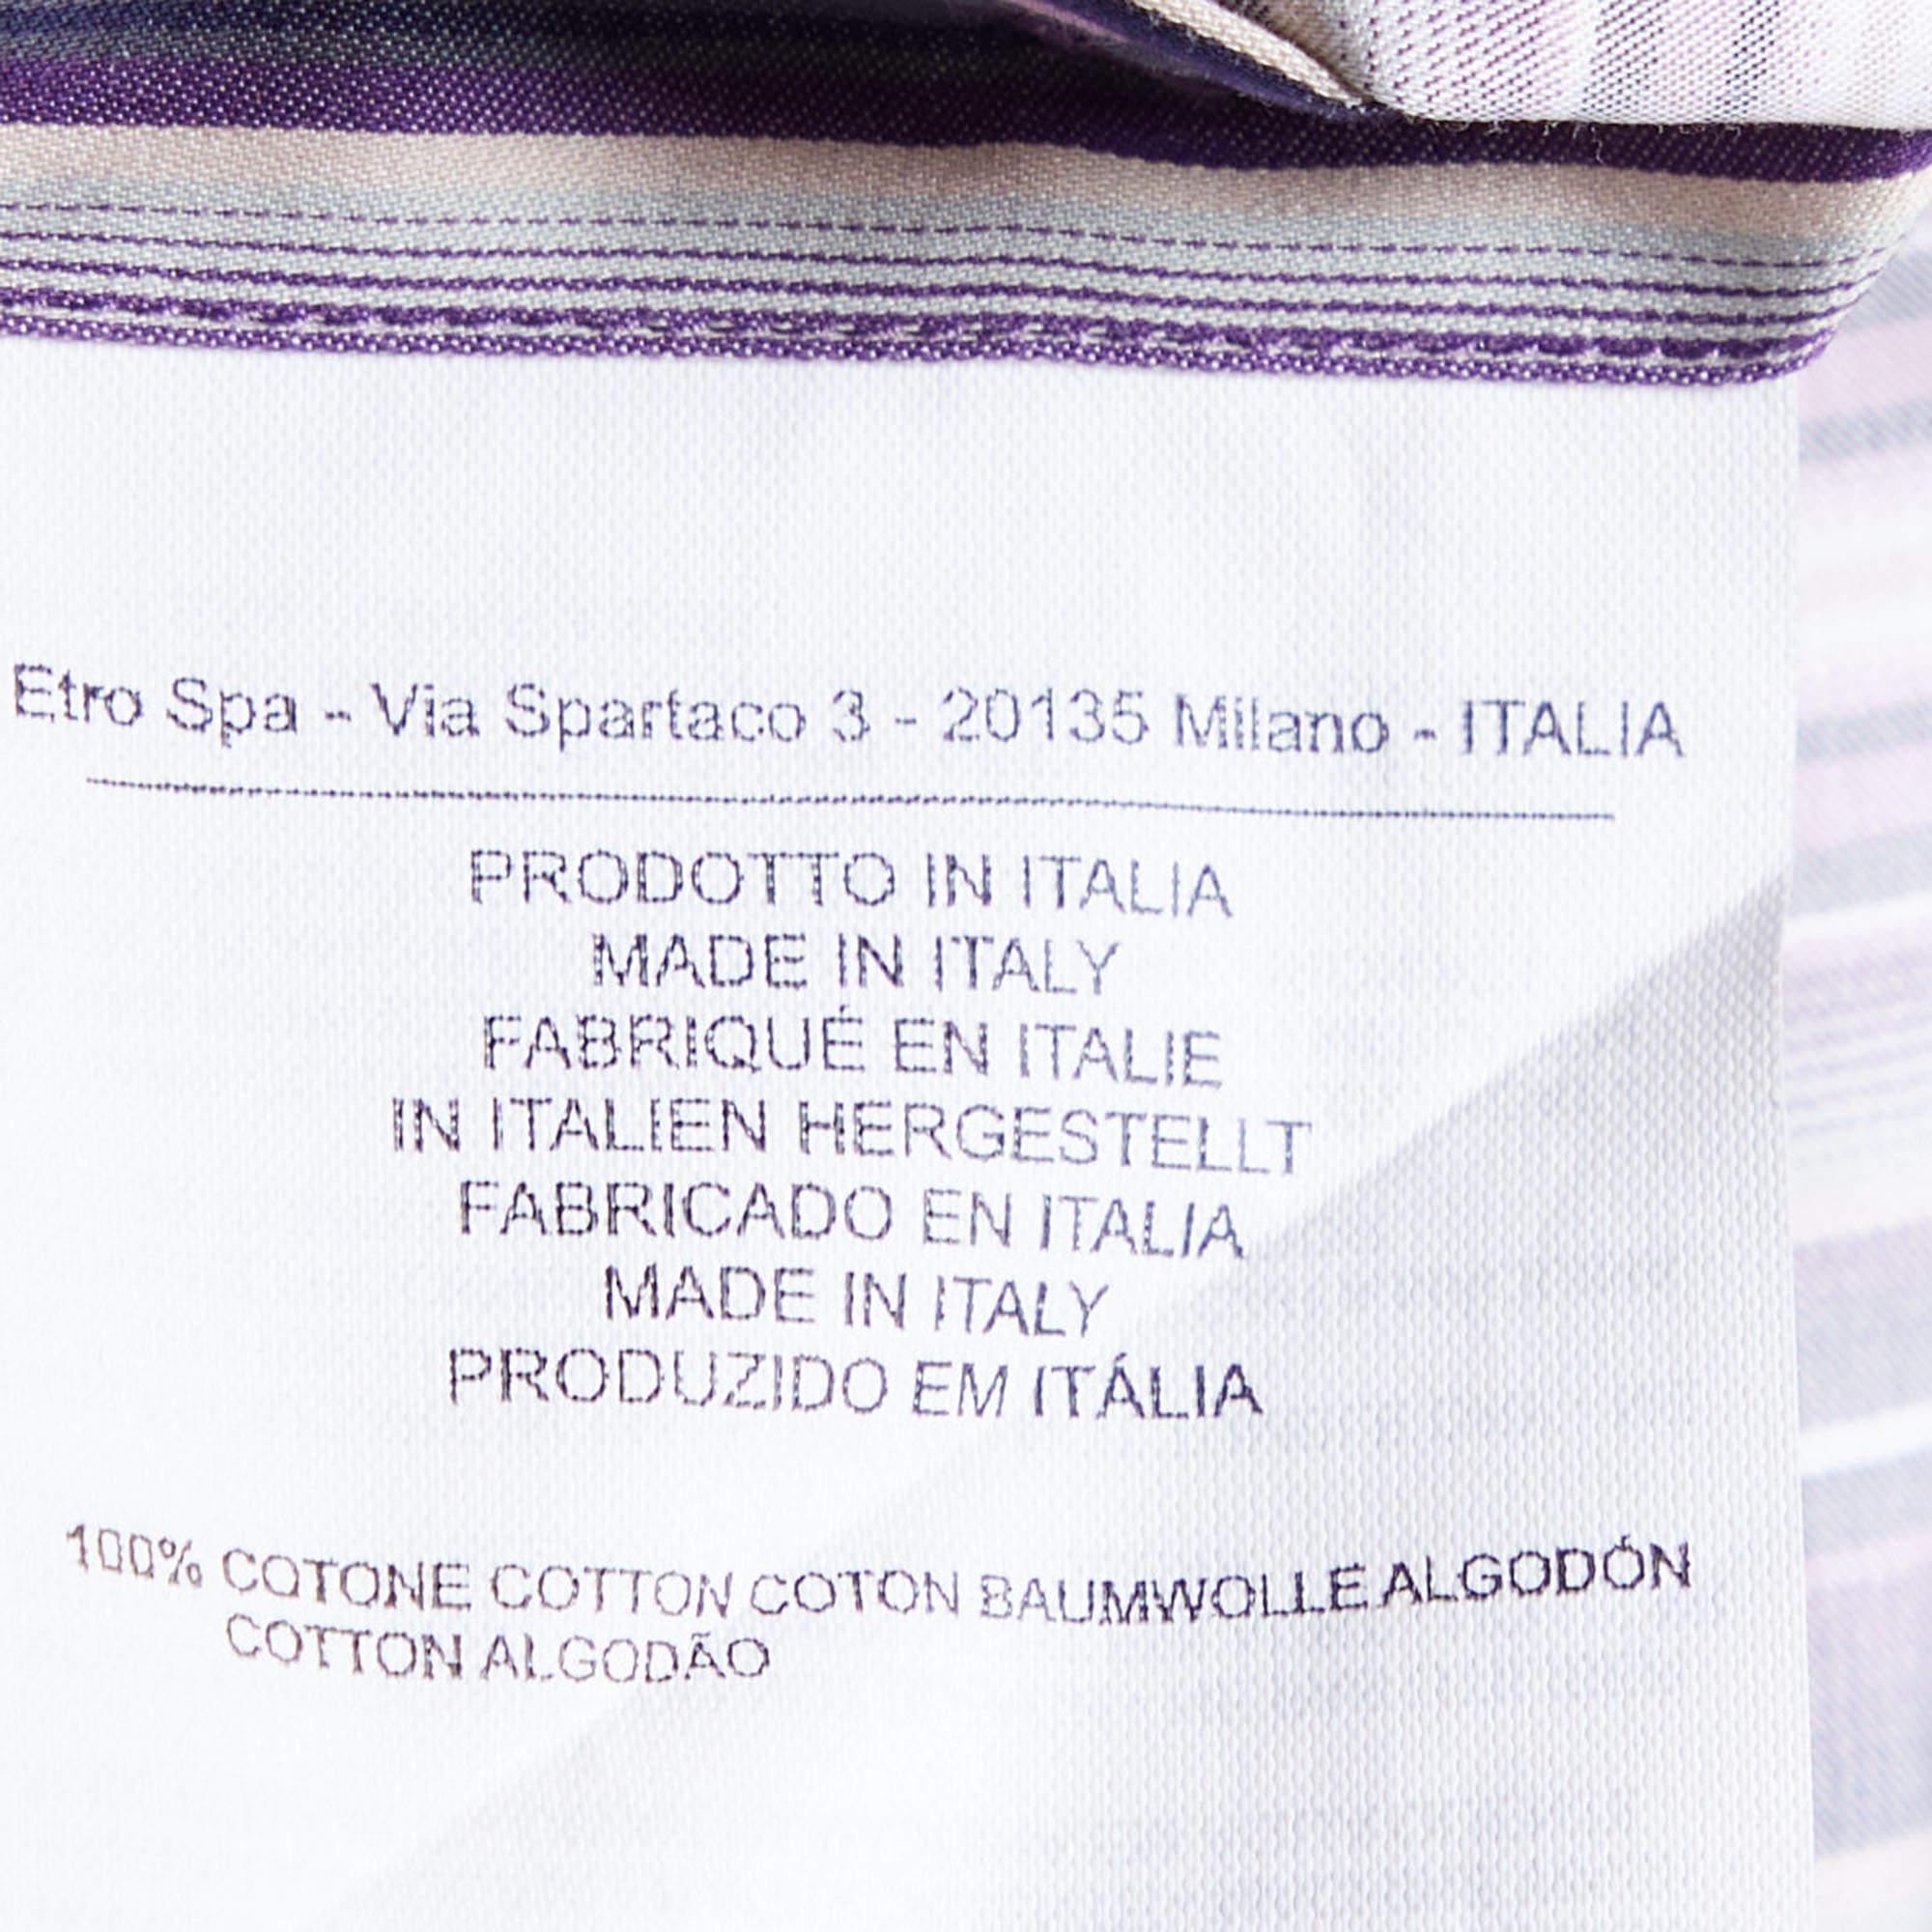 Etro Spa - Via Spartaco 3 - 20135 Milano - ITALIA
PRODOTTO IN ITALIA
MADE IN ITALY
FABRIQUÉ EN ITALIE
IN ITALIEN HERGESTELLT
FABRICADO EN ITALIA
MADE IN ITALY
PRODUZIDO EM ITÁLIA
100% COTONE COTTON COTON BAUMWOLLE ALGODÓN
COTTON ALGODÃO